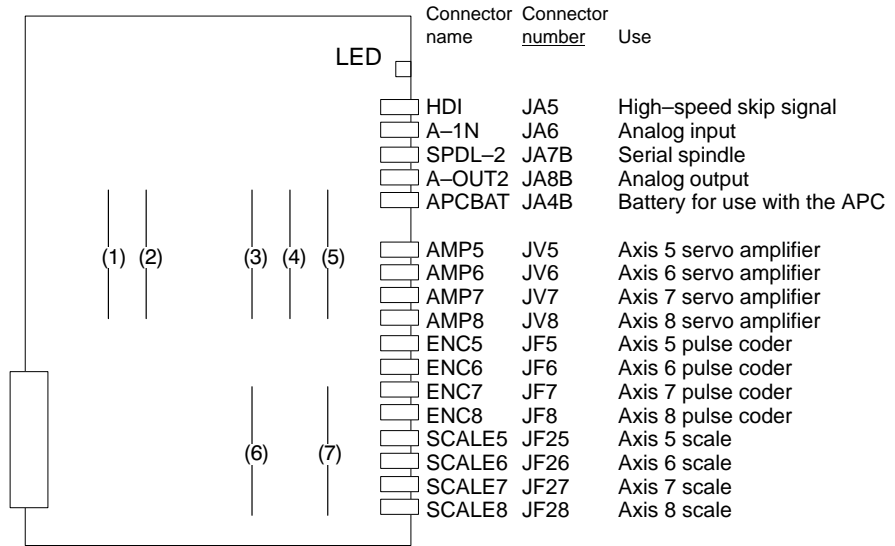 Connector Connector
name number Use
LED
HDI JA5 High–speed skip signal
A–1N JA6 Analog input
SPDL–2 JA7B Serial spindle
A–OUT2 JA8B Analog output
APCBAT JA4B Battery for use with the APC
AMP5 JV5 Axis 5 servo amplifier
(1) (2) (3) (4) (5)
AMP6 JV6 Axis 6 servo amplifier
AMP7 JV7 Axis 7 servo amplifier
AMP8 JV8 Axis 8 servo amplifier
ENC5 JF5 Axis 5 pulse coder
ENC6 JF6 Axis 6 pulse coder
ENC7 JF7 Axis 7 pulse coder
ENC8 JF8 Axis 8 pulse coder
SCALE5 JF25 Axis 5 scale
(6) (7)
SCALE6 JF26 Axis 6 scale
SCALE7 JF27 Axis 7 scale
SCALE8 JF28 Axis 8 scale